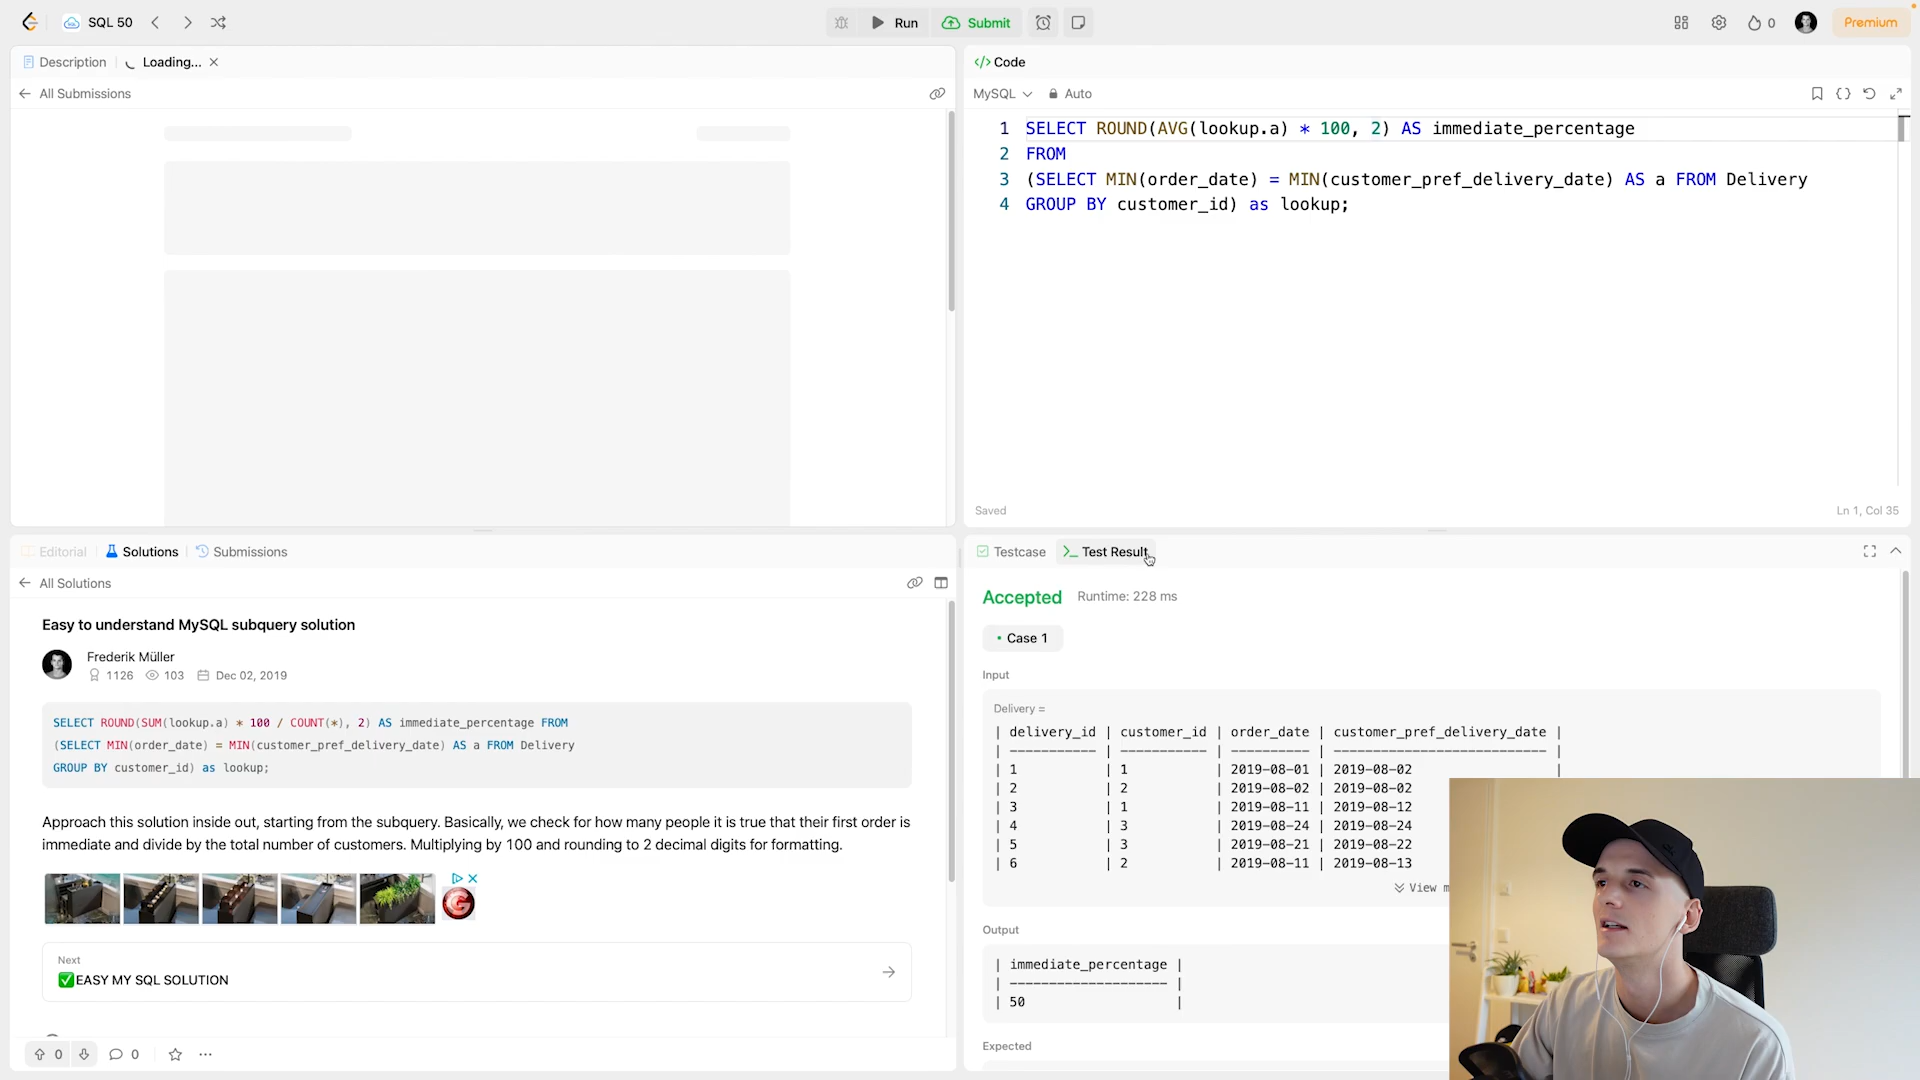 SQL 50
Run
Submit
0
Premium
Description
Loading...
All Submissions
Code
MySQL
Auto
1 SELECT ROUND(AVG(lookup.a) * 100, 2) AS immediate_percentage
2 FROM
3 (SELECT MIN(order_date) = MIN(customer_pref_delivery_date) AS a FROM Delivery
4 GROUP BY customer_id) as lookup;
Saved
Ln 1, Col 35
Editorial
Solutions
Submissions
All Solutions
Easy to understand MySQL subquery solution
Frederik Müller
1126 103 Dec 02, 2019
SELECT ROUND(SUM(lookup.a) * 100 / COUNT(*), 2) AS immediate_percentage FROM
(SELECT MIN(order_date) = MIN(customer_pref_delivery_date) AS a FROM Delivery
GROUP BY customer_id) as lookup;
Approach this solution inside out, starting from the subquery. Basically, we check for how many people it is true that their first order is
immediate and divide by the total number of customers. Multiplying by 100 and rounding to 2 decimal digits for formatting.
Next
✅EASY MY SQL SOLUTION
0 0
Testcase
Test Result
Accepted Runtime: 228 ms
• Case 1
Input
Delivery =
| delivery_id | customer_id | order_date | customer_pref_delivery_date |
| ----------- | ----------- | ---------- | --------------------------- |
| 1 | 1 | 2019-08-01 | 2019-08-02 |
| 2 | 2 | 2019-08-02 | 2019-08-02
| 3 | 1 | 2019-08-11 | 2019-08-12
| 4 | 3 | 2019-08-24 | 2019-08-24
| 5 | 3 | 2019-08-21 | 2019-08-22
| 6 | 2 | 2019-08-11 | 2019-08-13
View m
Output
| immediate_percentage |
| -------------------- |
| 50 |
Expected